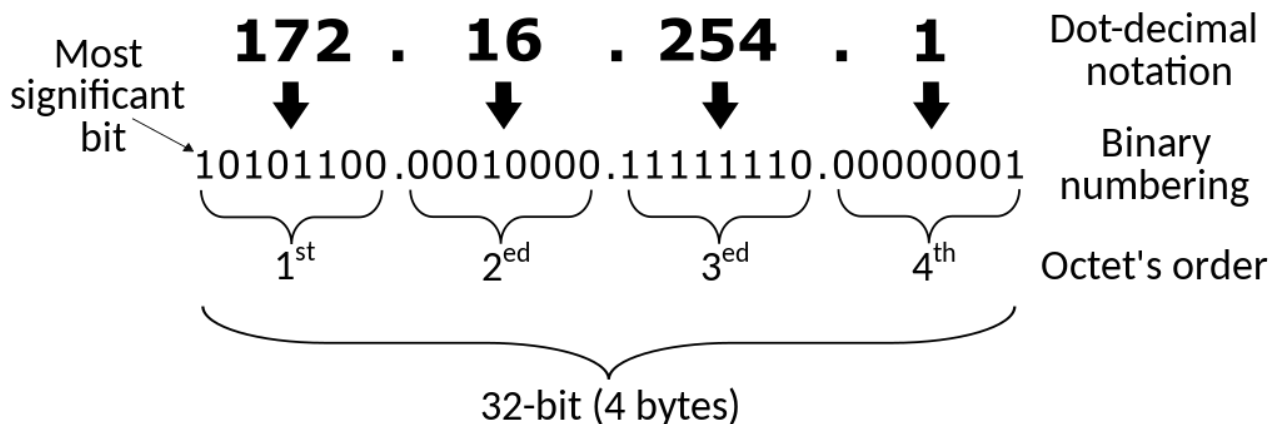 172 . 16 . 254 . 1
Dot-decimal
notation
Most
significant
bit
10101100.00010000.11111110.00000001
Binary
numbering
1st 2ed 3ed 4th
Octet's order
32-bit (4 bytes)